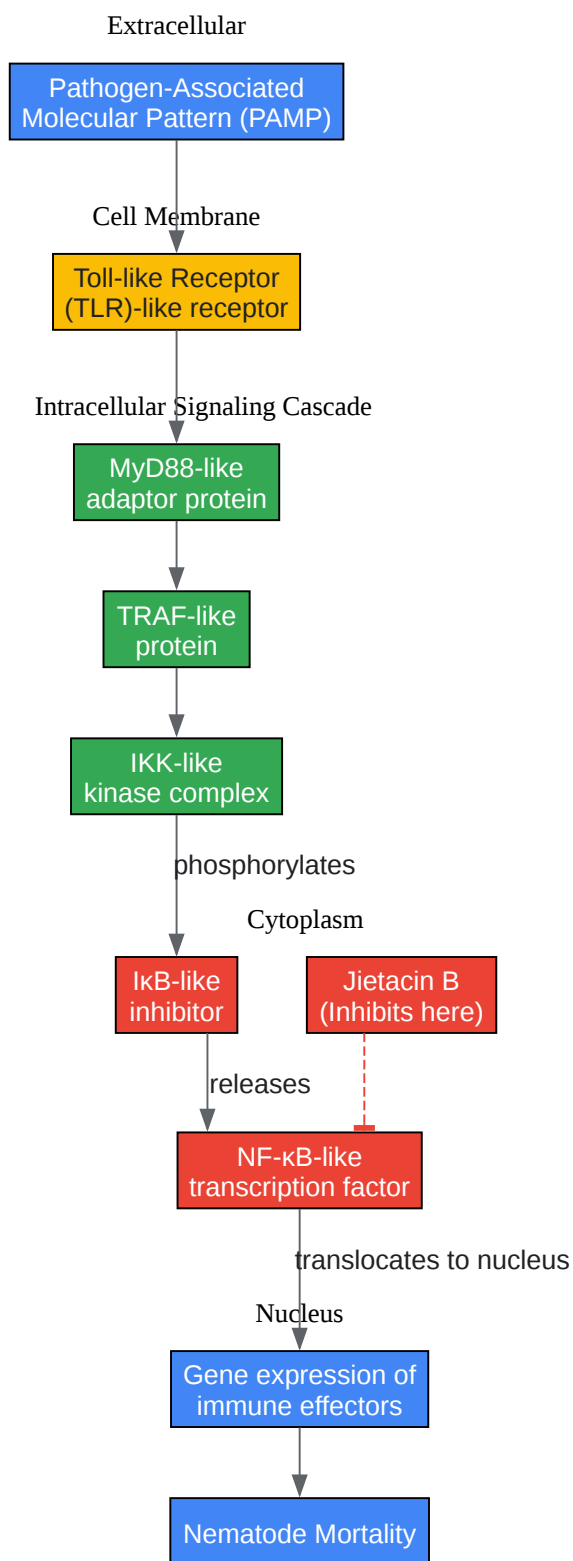 Extracellular
Pathogen-Associated
Molecular Pattern (PAMP)
Cell Membrane
Toll-like Receptor
(TLR)-like receptor
Intracellular Signaling Cascade
MyD88-like
adaptor protein
TRAF-like
protein
IKK-like
kinase complex
phosphorylates
Cytoplasm
IκB-like
inhibitor
Jietacin B
(Inhibits here)
releases
NF-κB-like
transcription factor
translocates to nucleus
Nucleus
Gene expression of
immune effectors
Nematode Mortality